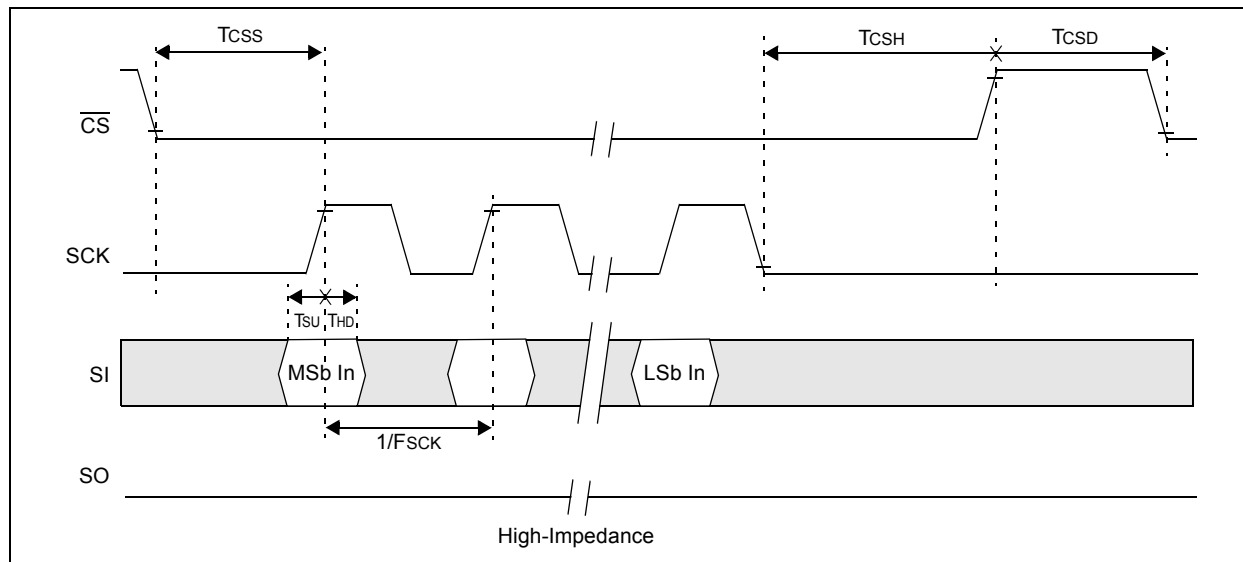 TCSS
TCSH
TCSD
CS
SCK
TSU
THD
SI
MSb In
LSb In
1/FSCK
SO
High-Impedance